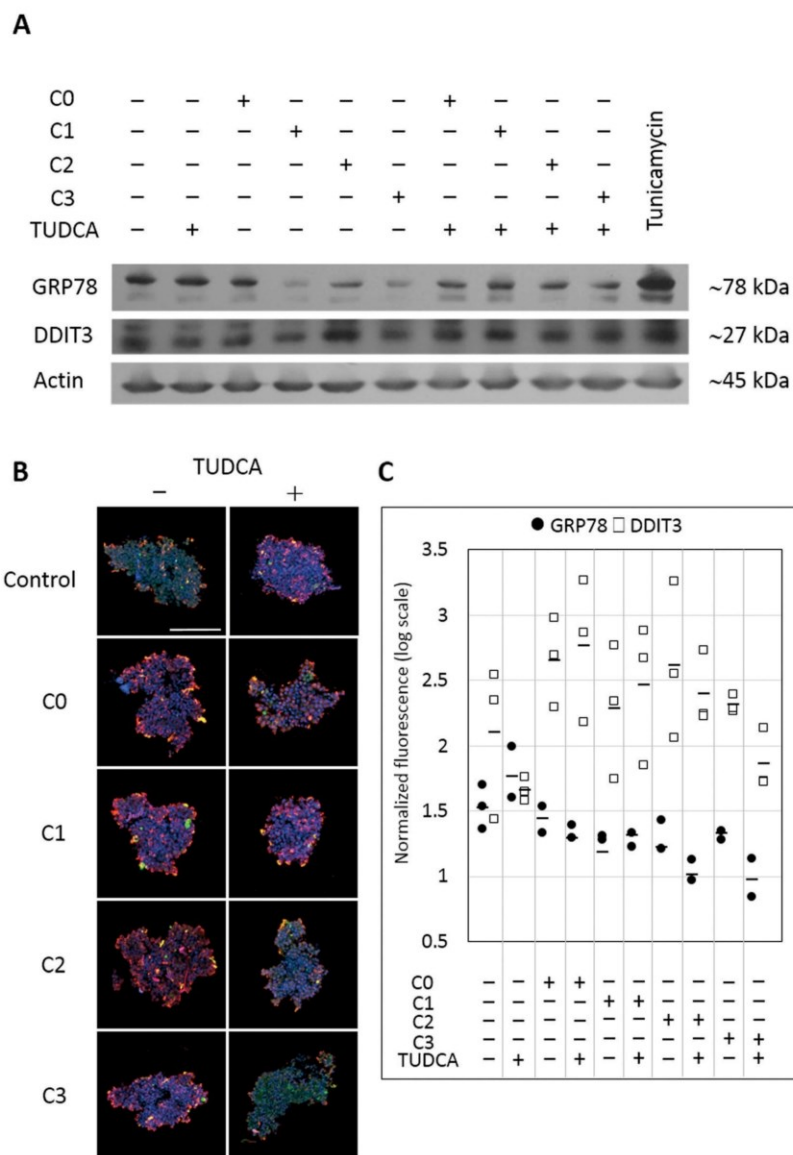 A
C0 – – + – – – + – – –
C1 – – – + – – – + – –
C2 – – – – + – – – + –
C3 – – – – – + – – – +
TUDCA – + – – – – + + + +
Tunicamycin
GRP78 ~78 kDa
DDIT3 ~27 kDa
Actin ~45 kDa
B
TUDCA
– +
Control
C0
C1
C2
C3
C
● GRP78 □ DDIT3
Normalized fluorescence (log scale)
3.5
3
2.5
2
1.5
1
0.5
C0 – – + + – – – – – –
C1 – – – – + + – – – –
C2 – – – – – – + + – –
C3 – – – – – – – – + +
TUDCA – + – + – + – + – +